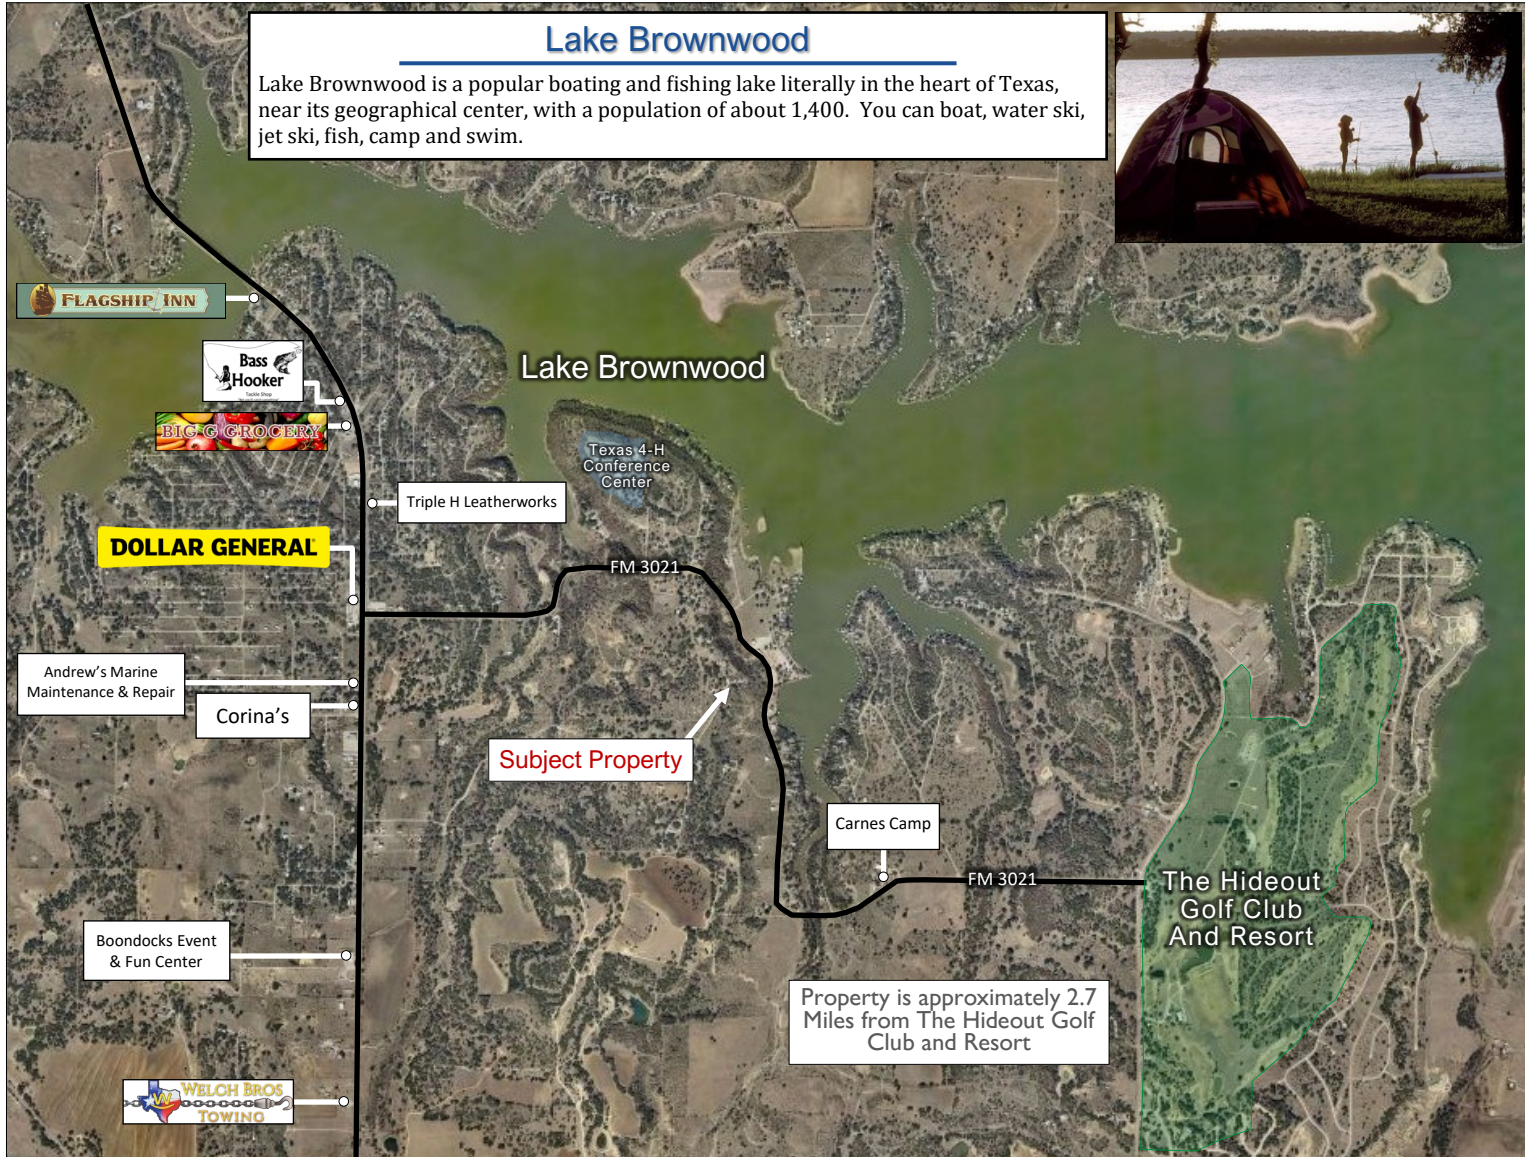 Lake Brownwood
Lake Brownwood is a popular boating and fishing lake literally in the heart of Texas,
near its geographical center, with a population of about 1,400.  You can boat, water ski,
jet ski, fish, camp and swim.
FLAGSHIP INN
Bass
Hooker
Tackle Shop
BIG G GROCERY
Lake Brownwood
Texas 4-H
Conference
Center
Triple H Leatherworks
DOLLAR GENERAL
FM 3021
Andrew's Marine
Maintenance & Repair
Corina's
Subject Property
Carnes Camp
FM 3021
The Hideout
Golf Club
And Resort
Boondocks Event
& Fun Center
Property is approximately 2.7
Miles from The Hideout Golf
Club and Resort
W
WELCH BROS
TOWING